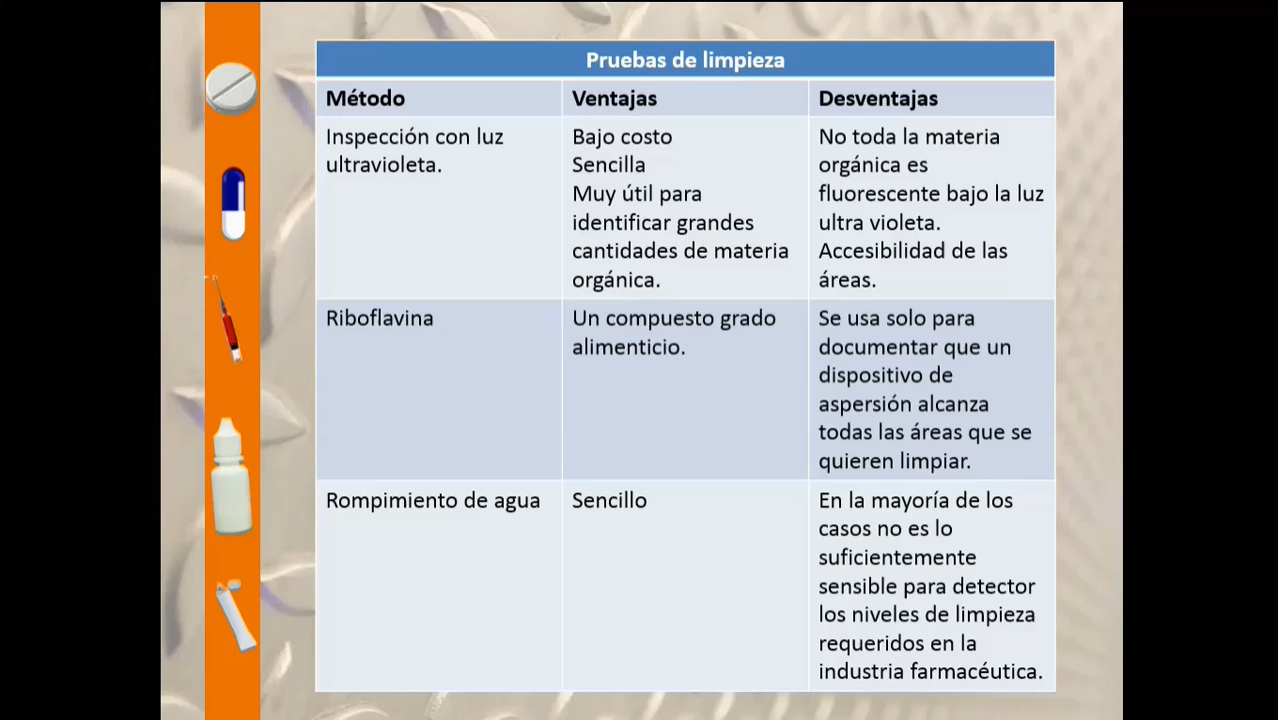 Pruebas de limpieza
Método
Ventajas
Desventajas
Inspección con luz
ultravioleta.
Bajo costo
Sencilla
Muy útil para
identificar grandes
cantidades de materia
orgánica.
No toda la materia
orgánica es
fluorescente bajo la luz
ultra violeta.
Accesibilidad de las
áreas.
Riboflavina
Un compuesto grado
alimenticio.
Se usa solo para
documentar que un
dispositivo de
aspersión alcanza
todas las áreas que se
quieren limpiar.
Rompimiento de agua
Sencillo
En la mayoría de los
casos no es lo
suficientemente
sensible para detector
los niveles de limpieza
requeridos en la
industria farmacéutica.